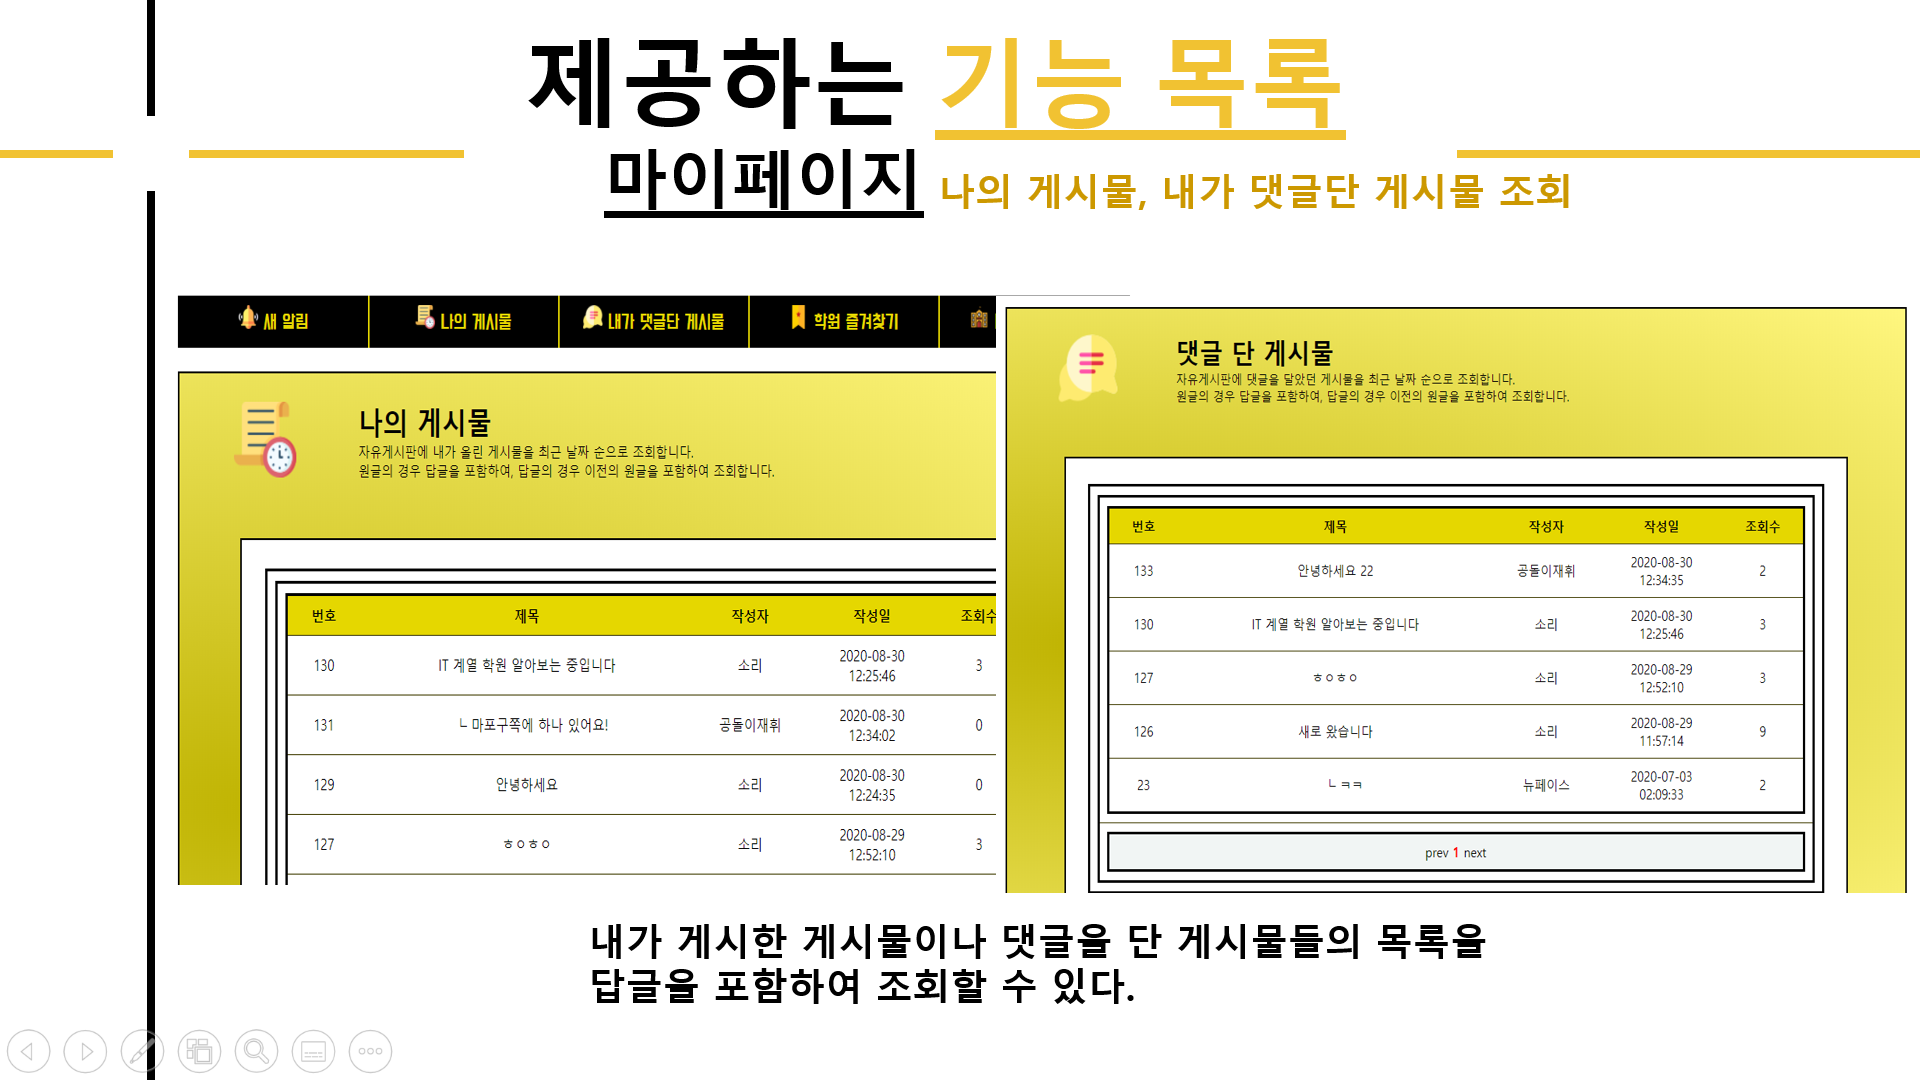 제공하는 기능 목록
마이페이지 나의 게시물, 내가 댓글단 게시물 조회
새 알림 나의 게시물 내가 댓글단 게시물 학원 즐겨찾기
나의 게시물
자유게시판에 내가 올린 게시물을 최근 날짜 순으로 조회합니다.
원글의 경우 답글을 포함하여, 답글의 경우 이전의 원글을 포함하여 조회합니다.
번호 제목 작성자 작성일 조회수
130 IT 계열 학원 알아보는 중입니다 소리 2020-08-30 12:25:46 3
131 ㄴ 마포구쪽에 하나 있어요! 공돌이재휘 2020-08-30 12:34:02 0
129 안녕하세요 소리 2020-08-30 12:24:35 0
127 ㅎㅇㅎㅇ 소리 2020-08-29 12:52:10 3
댓글 단 게시물
자유게시판에 댓글을 달았던 게시물을 최근 날짜 순으로 조회합니다.
원글의 경우 답글을 포함하여, 답글의 경우 이전의 원글을 포함하여 조회합니다.
번호 제목 작성자 작성일 조회수
133 안녕하세요 22 공돌이재휘 2020-08-30 12:34:35 2
130 IT 계열 학원 알아보는 중입니다 소리 2020-08-30 12:25:46 3
127 ㅎㅇㅎㅇ 소리 2020-08-29 12:52:10 3
126 새로 왔습니다 소리 2020-08-29 11:57:14 9
23 ㄴ ㅋㅋ 뉴페이스 2020-07-03 02:09:33 2
prev 1 next
내가 게시한 게시물이나 댓글을 단 게시물들의 목록을
답글을 포함하여 조회할 수 있다.